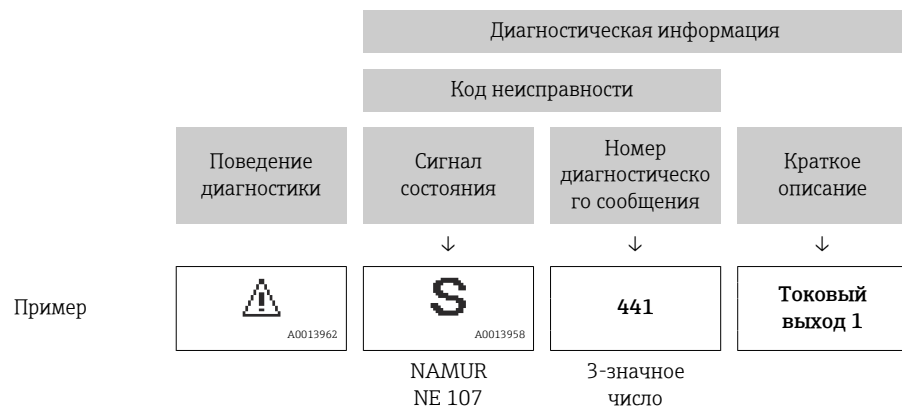 Диагностическая информация
Код неисправности
Поведение
диагностики
Сигнал
состояния
Номер
диагностическо
го сообщения
Краткое
описание
↓ ↓ ↓
Пример
A0013962
S
A0013958
441
Токовый
выход 1
NAMUR
NE 107
3-значное
число